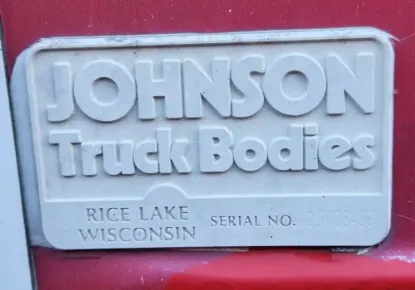 JOHNSON
Truck Bodies
RICE LAKE
WISCONSIN
SERIAL NO.